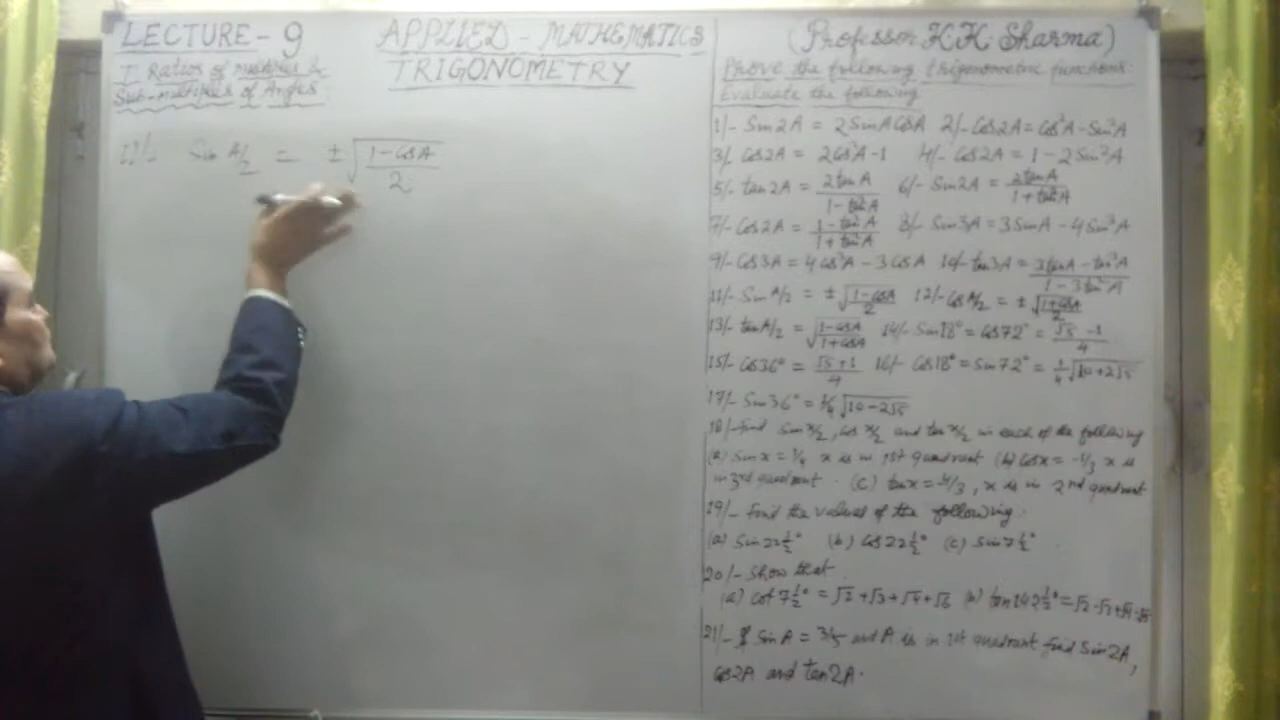 LECTURE - 9
T. Ratios of multiples &
Sub-multiples of Angles
APPLIED - MATHEMATICS
TRIGONOMETRY
11/- Sin A/2 = ±√(1-CosA)/2
(Professor K.K. Sharma)
Prove the following trigonometric functions.
Evaluate the following
1/- Sin2A = 2SinA CosA 2/- Cos2A = Cos²A - Sin²A
3/- Cos2A = 2Cos²A - 1 4/- Cos2A = 1 - 2Sin²A
5/- tan2A = 2tanA / 1 - tan²A 6/- Sin2A = 2tanA / 1 + tan²A
7/- Cos2A = 1 - tan²A / 1 + tan²A 8/- Sin3A = 3SinA - 4Sin³A
9/- Cos3A = 4Cos³A - 3CosA 10/- tan3A = 3tanA - tan³A / 1 - 3tan²A
11/- Sin A/2 = ±√(1-CosA)/2 12/- Cos A/2 = ±√(1+CosA)/2
13/- tan A/2 = √(1-CosA)/(1+CosA) 14/- Sin18° = Cos72° = √5 - 1 / 4
15/- Cos36° = √5 + 1 / 4 16/- Cos18° = Sin72° = 1/4 √10+2√5
17/- Sin36° = 1/4 √10-2√5
18/- Find Sin x/2, Cos x/2 and tan x/2 in each of the following
(a) Sin x = 1/4 x is in 1st quadrant (b) Cos x = -1/3 x is
in 3rd quadrant. (C) tan x = -4/3, x is in 2nd quadrant
19/- Find the values of the following.
(a) Sin22½° (b) Cos22½° (c) Sin7½°
20/- Show that
(a) Cot7½° = √2+√3+√4+√6 (b) tan142½° = √2-√3+√4-√6
21/- If SinA = 3/5 and A is in 1st quadrant find Sin2A,
Cos2A and tan2A.